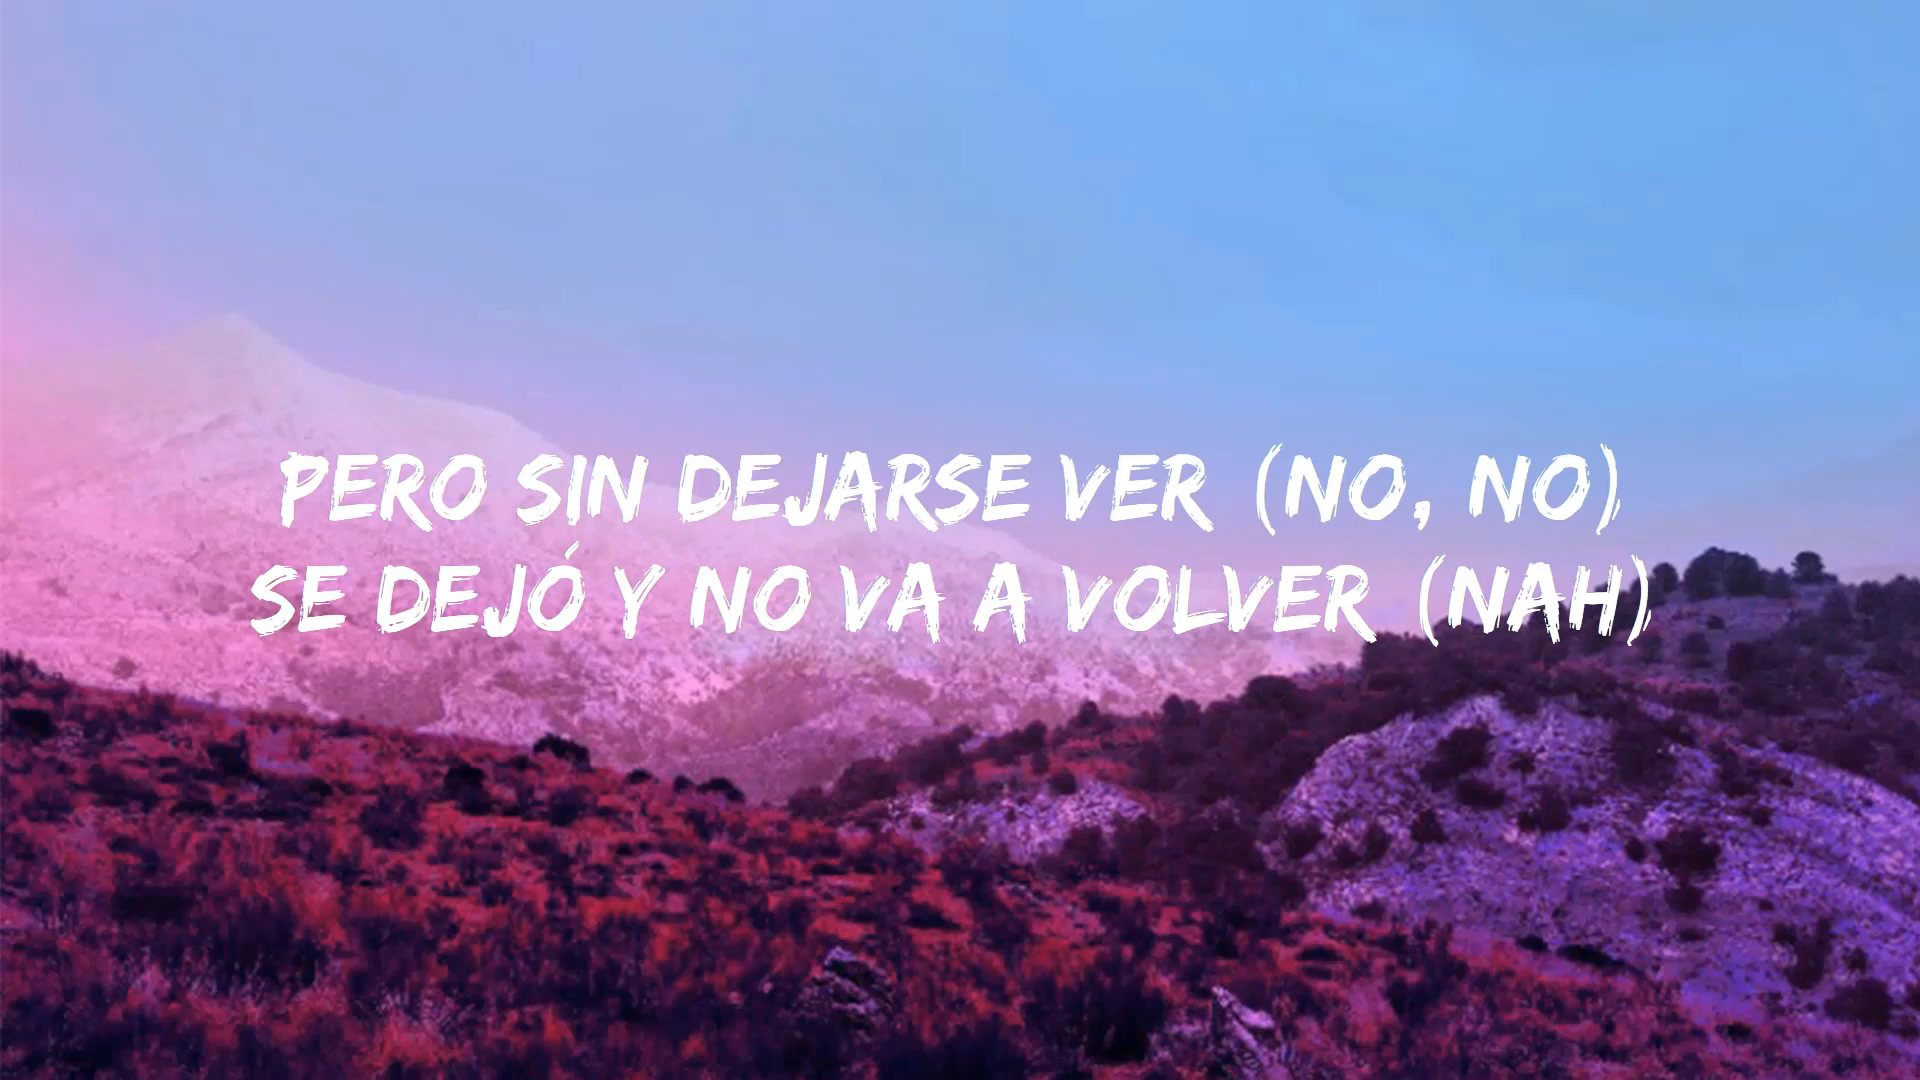 PERO SIN DEJARSE VER (NO, NO)
SE DEJÓ Y NO VA A VOLVER (NAH)